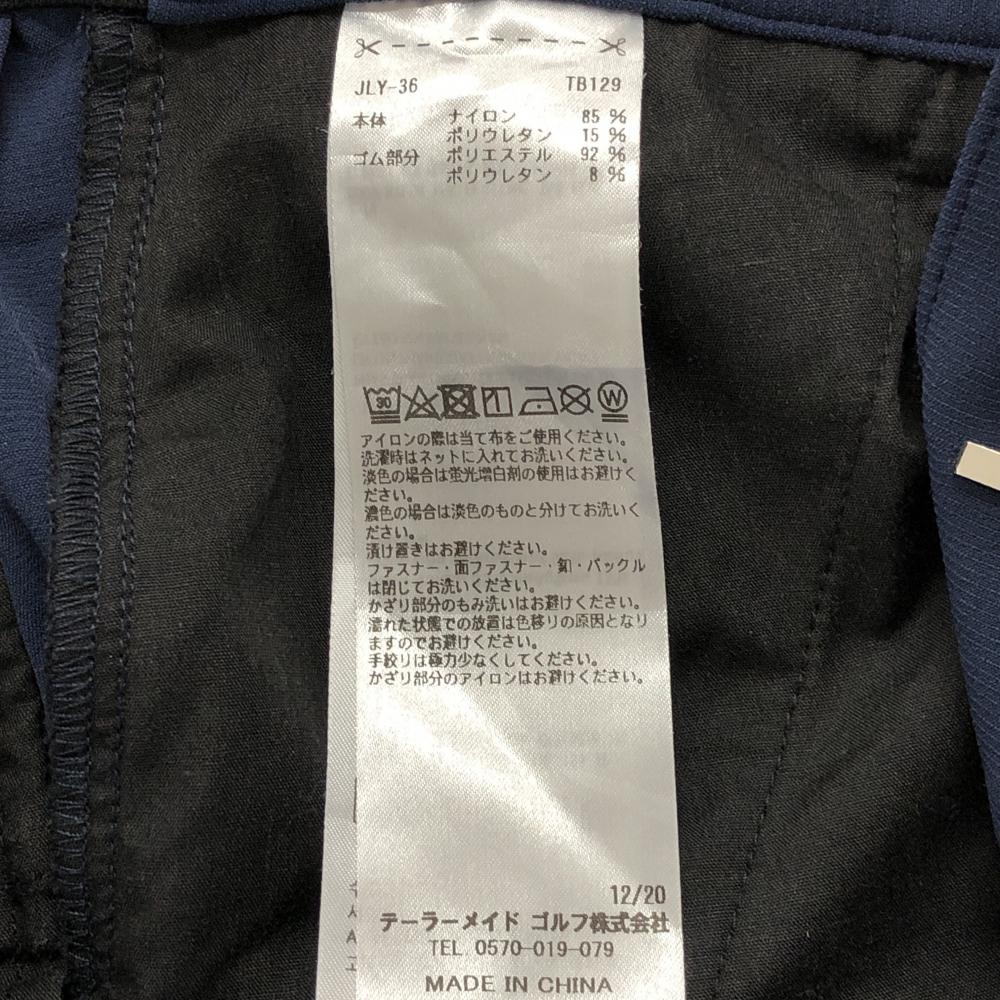 JLY-36 TB129
本体 ナイロン 85 %
ポリウレタン 15 %
ゴム部分 ポリエステル 92 %
ポリウレタン 8 %
30 W
アイロンの際は当て布をご使用ください。
洗濯時はネットに入れてお洗いください。
淡色の場合は蛍光増白剤の使用はお避けく
ださい。
濃色の場合は淡色のものと分けてお洗いく
ださい。
漬け置きはお避けください。
ファスナー・面ファスナー・釦・バックル
は閉じてお洗いください。
かざり部分のもみ洗いはお避けください。
濡れた状態での放置は色移りの原因となり
ますのでお避けください。
手絞りは極力少なくしてください。
かざり部分のアイロンはお避けください。
12/20
テーラーメイド ゴルフ株式会社
TEL. 0570-019-079
MADE IN CHINA